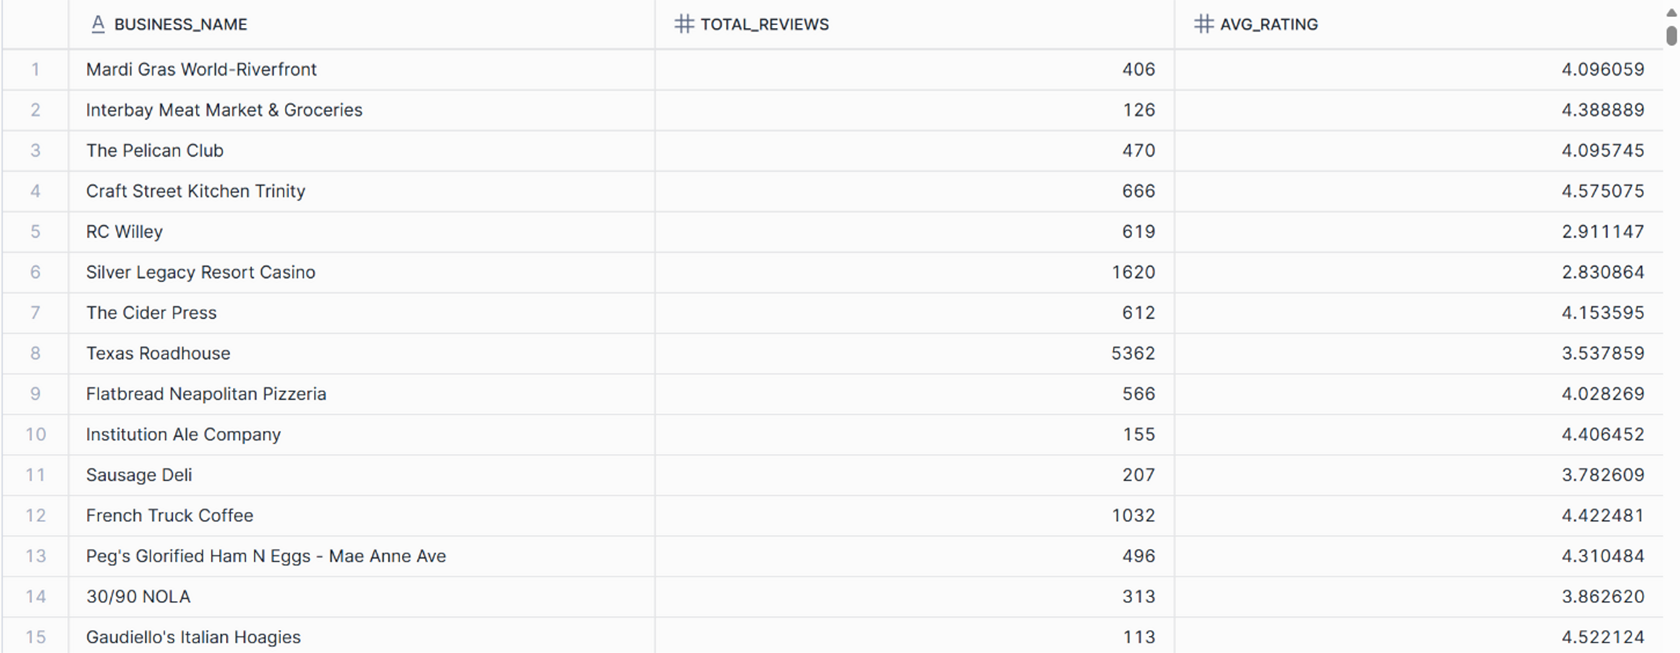 A BUSINESS_NAME # TOTAL_REVIEWS # AVG_RATING
1 Mardi Gras World-Riverfront 406 4.096059
2 Interbay Meat Market & Groceries 126 4.388889
3 The Pelican Club 470 4.095745
4 Craft Street Kitchen Trinity 666 4.575075
5 RC Willey 619 2.911147
6 Silver Legacy Resort Casino 1620 2.830864
7 The Cider Press 612 4.153595
8 Texas Roadhouse 5362 3.537859
9 Flatbread Neapolitan Pizzeria 566 4.028269
10 Institution Ale Company 155 4.406452
11 Sausage Deli 207 3.782609
12 French Truck Coffee 1032 4.422481
13 Peg's Glorified Ham N Eggs - Mae Anne Ave 496 4.310484
14 30/90 NOLA 313 3.862620
15 Gaudiello's Italian Hoagies 113 4.522124